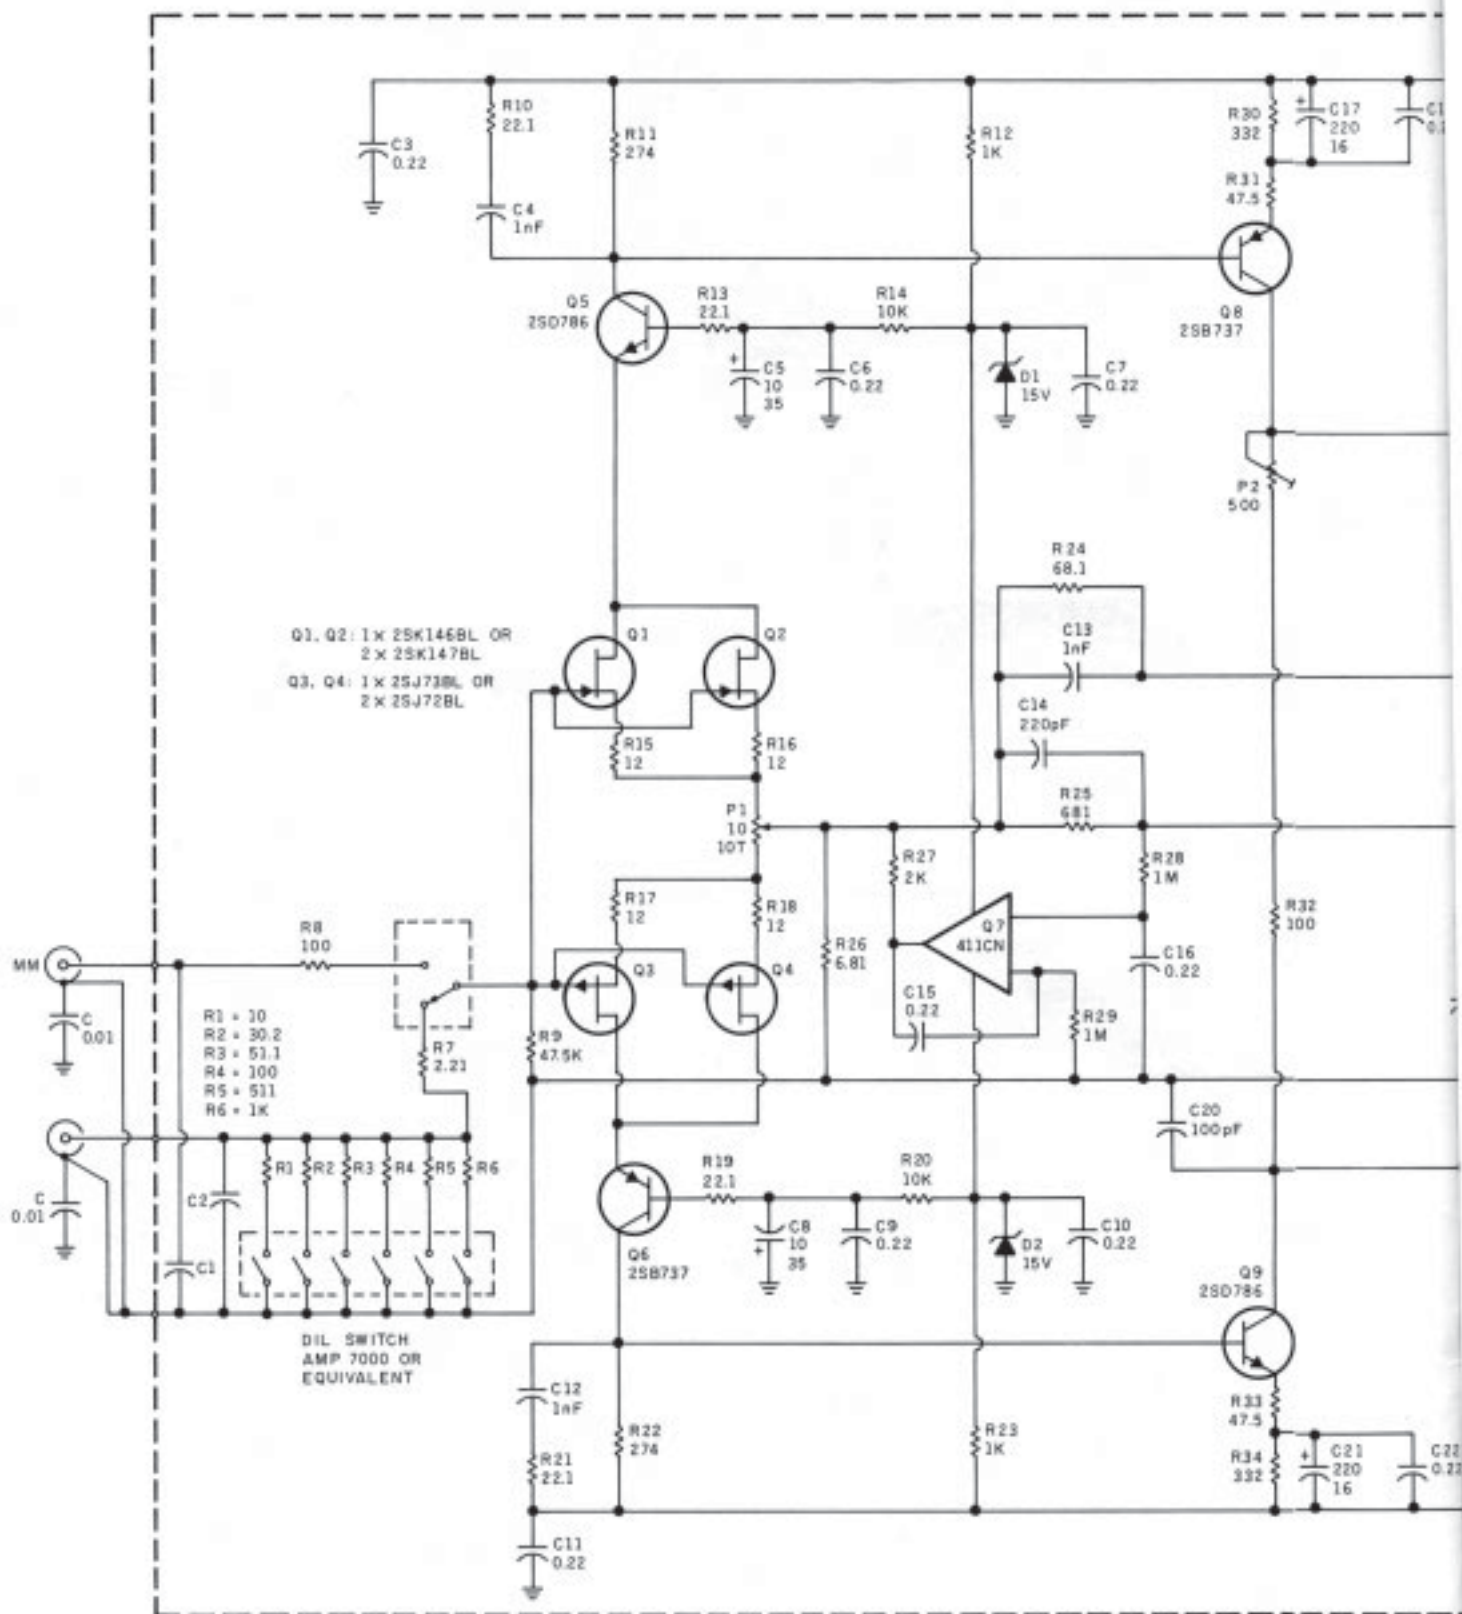 R10
22.1
R11
274
R12
1K
R30
332
C17
220
16
C3
0.22
R31
47.5
C4
1nF
Q5
2SD786
R13
22.1
R14
10K
Q8
2SB737
C5
10
35
C6
0.22
D1
15V
C7
0.22
P2
500
R24
68.1
Q1, Q2: 1 x 2SK146BL OR
2 x 2SK147BL
Q3, Q4: 1 x 2SJ73BL OR
2 x 2SJ72BL
Q1
Q2
C13
1nF
C14
220pF
R15
12
R16
12
P1
10
10T
R25
681
R27
2K
R28
1M
R17
12
R18
12
R8
100
Q7
411CN
R32
100
MM
R26
6.81
C16
0.22
Q3
Q4
C
0.01
R1 = 10
R2 = 30.2
R3 = 51.1
R4 = 100
R5 = 511
R6 = 1K
R7
2.21
R9
47.5K
C15
0.22
R29
1M
C20
100pF
R1
R2
R3
R4
R5
R6
C2
C
0.01
R19
22.1
R20
10K
C1
Q6
2SB737
C8
10
35
C9
0.22
D2
15V
C10
0.22
Q9
2SD786
DIL SWITCH
AMP 7000 OR
EQUIVALENT
C12
1nF
R33
47.5
R21
22.1
R22
274
R23
1K
R34
332
C21
220
16
C22
C11
0.22